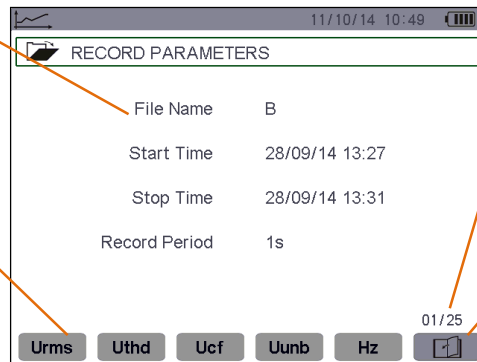 11/10/14 10:49
RECORD PARAMETERS
File Name B
Start Time 28/09/14 13:27
Stop Time 28/09/14 13:31
Record Period 1s
01/25
Urms Uthd Ucf Uunb Hz